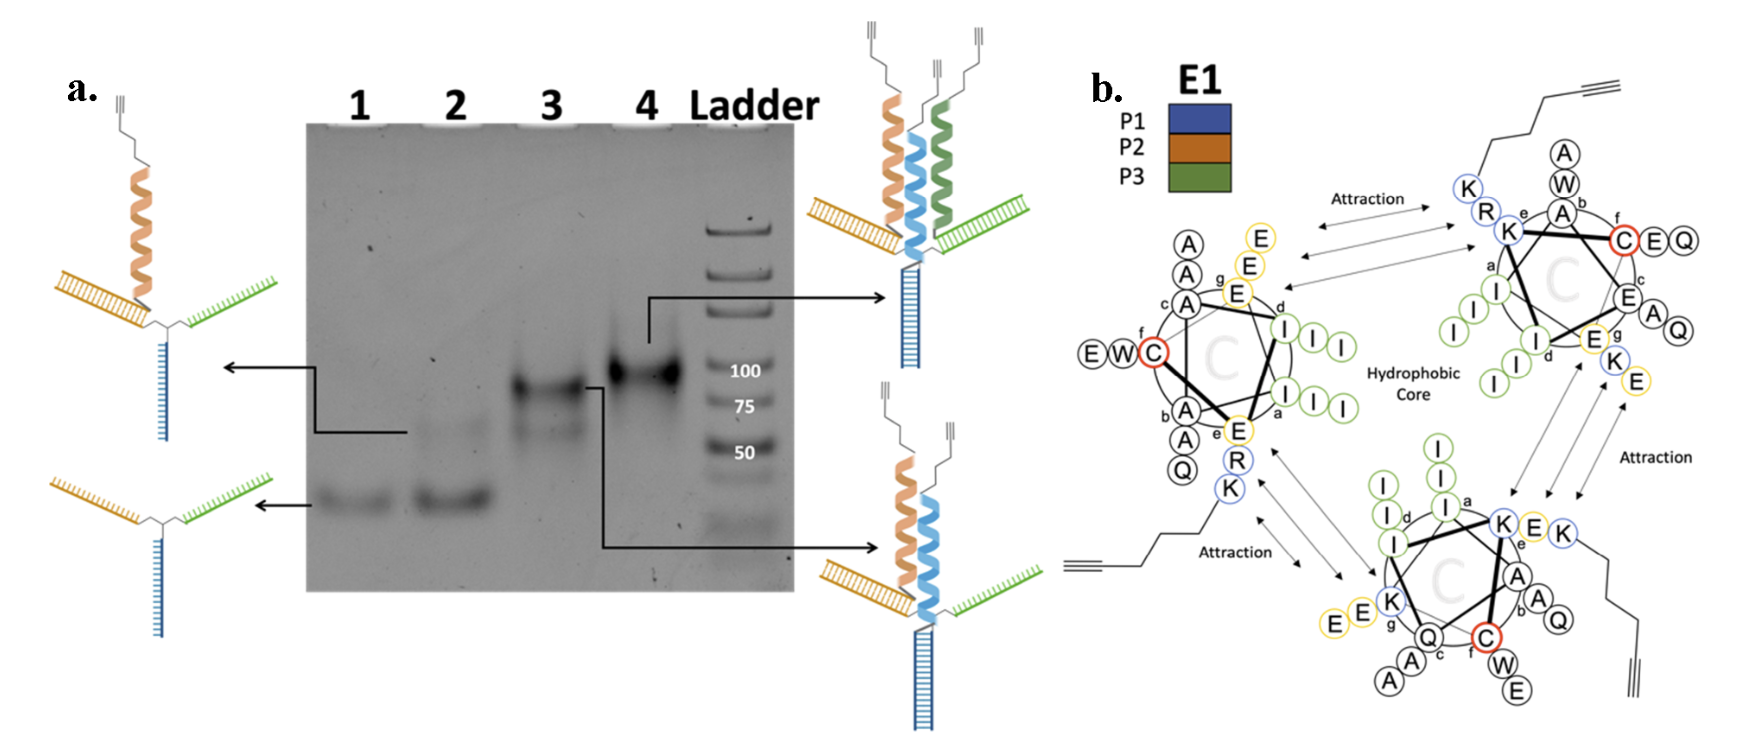 a.
1 2 3 4 Ladder
100
75
50
b.
E1
P1
P2
P3
Attraction
Hydrophobic
Core
Attraction
Attraction
E
E
g E
A
A
c A
d I I I
E W C f
C
b A
A
Q
a I I I
e E
R
K
A
W
A b
K
R
K e
f C E Q
a I
I
I
C
c E A Q
I d
I
I
E g
K
E
I
I
I a
I
I
I d
K E K
e
C
A b
A
Q
E E K
g
Q c
A
A
C f
W
E